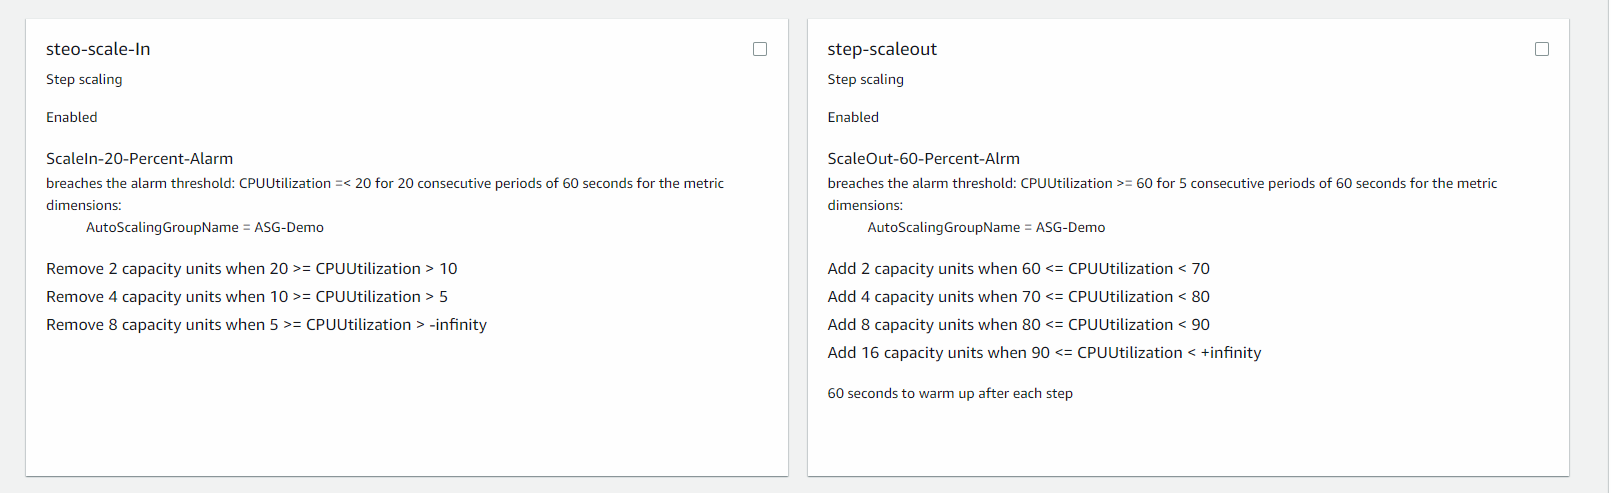 steo-scale-In
Step scaling
Enabled
ScaleIn-20-Percent-Alarm
breaches the alarm threshold: CPUUtilization =< 20 for 20 consecutive periods of 60 seconds for the metric
dimensions:
AutoScalingGroupName = ASG-Demo
Remove 2 capacity units when 20 >= CPUUtilization > 10
Remove 4 capacity units when 10 >= CPUUtilization > 5
Remove 8 capacity units when 5 >= CPUUtilization > -infinity
step-scaleout
Step scaling
Enabled
ScaleOut-60-Percent-Alrm
breaches the alarm threshold: CPUUtilization >= 60 for 5 consecutive periods of 60 seconds for the metric
dimensions:
AutoScalingGroupName = ASG-Demo
Add 2 capacity units when 60 <= CPUUtilization < 70
Add 4 capacity units when 70 <= CPUUtilization < 80
Add 8 capacity units when 80 <= CPUUtilization < 90
Add 16 capacity units when 90 <= CPUUtilization < +infinity
60 seconds to warm up after each step